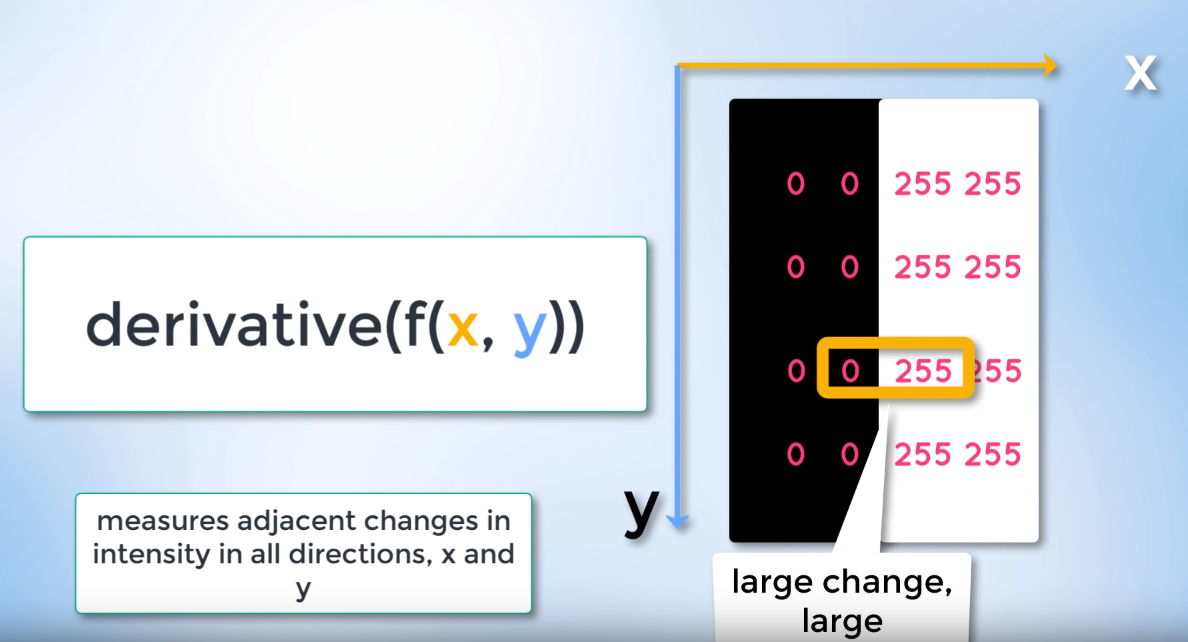 x
derivative(f(x, y))
0 0 255 255
0 0 255 255
0 0 255 255
0 0 255 255
y
measures adjacent changes in
intensity in all directions, x and
y
large change,
large